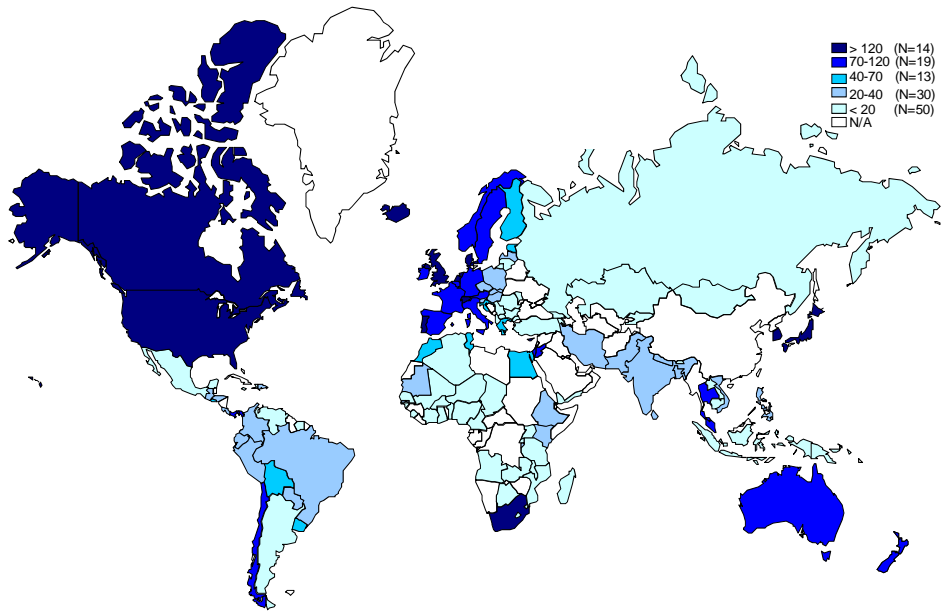 > 120 (N=14)
70-120 (N=19)
40-70 (N=13)
20-40 (N=30)
< 20 (N=50)
N/A